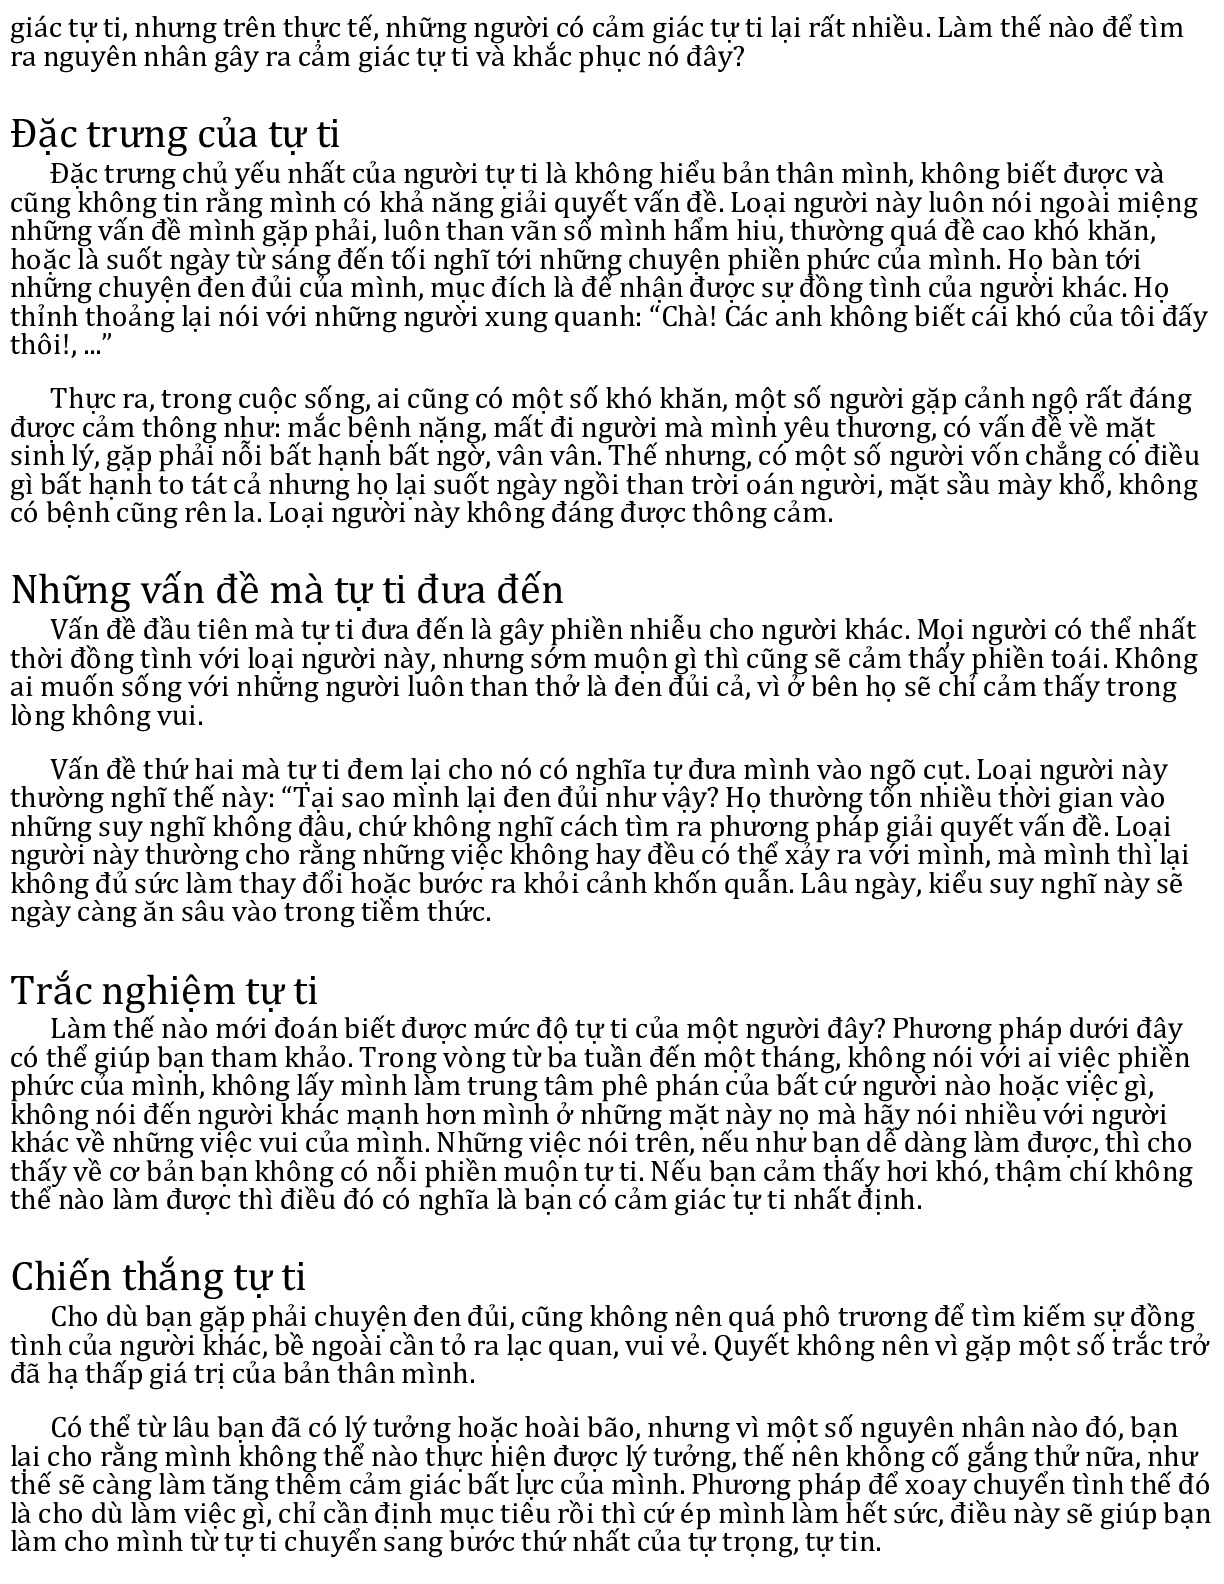 giác tự ti, nhưng trên thực tế, những người có cảm giác tự ti lại rất nhiều. Làm thế nào để tìm
ra nguyên nhân gây ra cảm giác tự ti và khắc phục nó đây?
Đặc trưng của tự ti
Đặc trưng chủ yếu nhất của người tự ti là không hiểu bản thân mình, không biết được và
cũng không tin rằng mình có khả năng giải quyết vấn đề. Loại người này luôn nói ngoài miệng
những vấn đề mình gặp phải, luôn than vãn số mình hẩm hiu, thường quá đề cao khó khăn,
hoặc là suốt ngày từ sáng đến tối nghĩ tới những chuyện phiền phức của mình. Họ bàn tới
những chuyện đen đủi của mình, mục đích là để nhận được sự đồng tình của người khác. Họ
thỉnh thoảng lại nói với những người xung quanh: “Chà! Các anh không biết cái khó của tôi đấy
thôi!, ...”
Thực ra, trong cuộc sống, ai cũng có một số khó khăn, một số người gặp cảnh ngộ rất đáng
được cảm thông như: mắc bệnh nặng, mất đi người mà mình yêu thương, có vấn đề về mặt
sinh lý, gặp phải nỗi bất hạnh bất ngờ, vân vân. Thế nhưng, có một số người vốn chẳng có điều
gì bất hạnh to tát cả nhưng họ lại suốt ngày ngồi than trời oán người, mặt sầu mày khổ, không
có bệnh cũng rên la. Loại người này không đáng được thông cảm.
Những vấn đề mà tự ti đưa đến
Vấn đề đầu tiên mà tự ti đưa đến là gây phiền nhiễu cho người khác. Mọi người có thể nhất
thời đồng tình với loại người này, nhưng sớm muộn gì thì cũng sẽ cảm thấy phiền toái. Không
ai muốn sống với những người luôn than thở là đen đủi cả, vì ở bên họ sẽ chỉ cảm thấy trong
lòng không vui.
Vấn đề thứ hai mà tự ti đem lại cho nó có nghĩa tự đưa mình vào ngõ cụt. Loại người này
thường nghĩ thế này: “Tại sao mình lại đen đủi như vậy? Họ thường tốn nhiều thời gian vào
những suy nghĩ không đâu, chứ không nghĩ cách tìm ra phương pháp giải quyết vấn đề. Loại
người này thường cho rằng những việc không hay đều có thể xảy ra với mình, mà mình thì lại
không đủ sức làm thay đổi hoặc bước ra khỏi cảnh khốn quẫn. Lâu ngày, kiểu suy nghĩ này sẽ
ngày càng ăn sâu vào trong tiềm thức.
Trắc nghiệm tự ti
Làm thế nào mới đoán biết được mức độ tự ti của một người đây? Phương pháp dưới đây
có thể giúp bạn tham khảo. Trong vòng từ ba tuần đến một tháng, không nói với ai việc phiền
phức của mình, không lấy mình làm trung tâm phê phán của bất cứ người nào hoặc việc gì,
không nói đến người khác mạnh hơn mình ở những mặt này nọ mà hãy nói nhiều với người
khác về những việc vui của mình. Những việc nói trên, nếu như bạn dễ dàng làm được, thì cho
thấy về cơ bản bạn không có nỗi phiền muộn tự ti. Nếu bạn cảm thấy hơi khó, thậm chí không
thể nào làm được thì điều đó có nghĩa là bạn có cảm giác tự ti nhất định.
Chiến thắng tự ti
Cho dù bạn gặp phải chuyện đen đủi, cũng không nên quá phô trương để tìm kiếm sự đồng
tình của người khác, bề ngoài cần tỏ ra lạc quan, vui vẻ. Quyết không nên vì gặp một số trắc trở
đã hạ thấp giá trị của bản thân mình.
Có thể từ lâu bạn đã có lý tưởng hoặc hoài bão, nhưng vì một số nguyên nhân nào đó, bạn
lại cho rằng mình không thể nào thực hiện được lý tưởng, thế nên không cố gắng thử nữa, như
thế sẽ càng làm tăng thêm cảm giác bất lực của mình. Phương pháp để xoay chuyển tình thế đó
là cho dù làm việc gì, chỉ cần định mục tiêu rồi thì cứ ép mình làm hết sức, điều này sẽ giúp bạn
làm cho mình từ tự ti chuyển sang bước thứ nhất của tự trọng, tự tin.